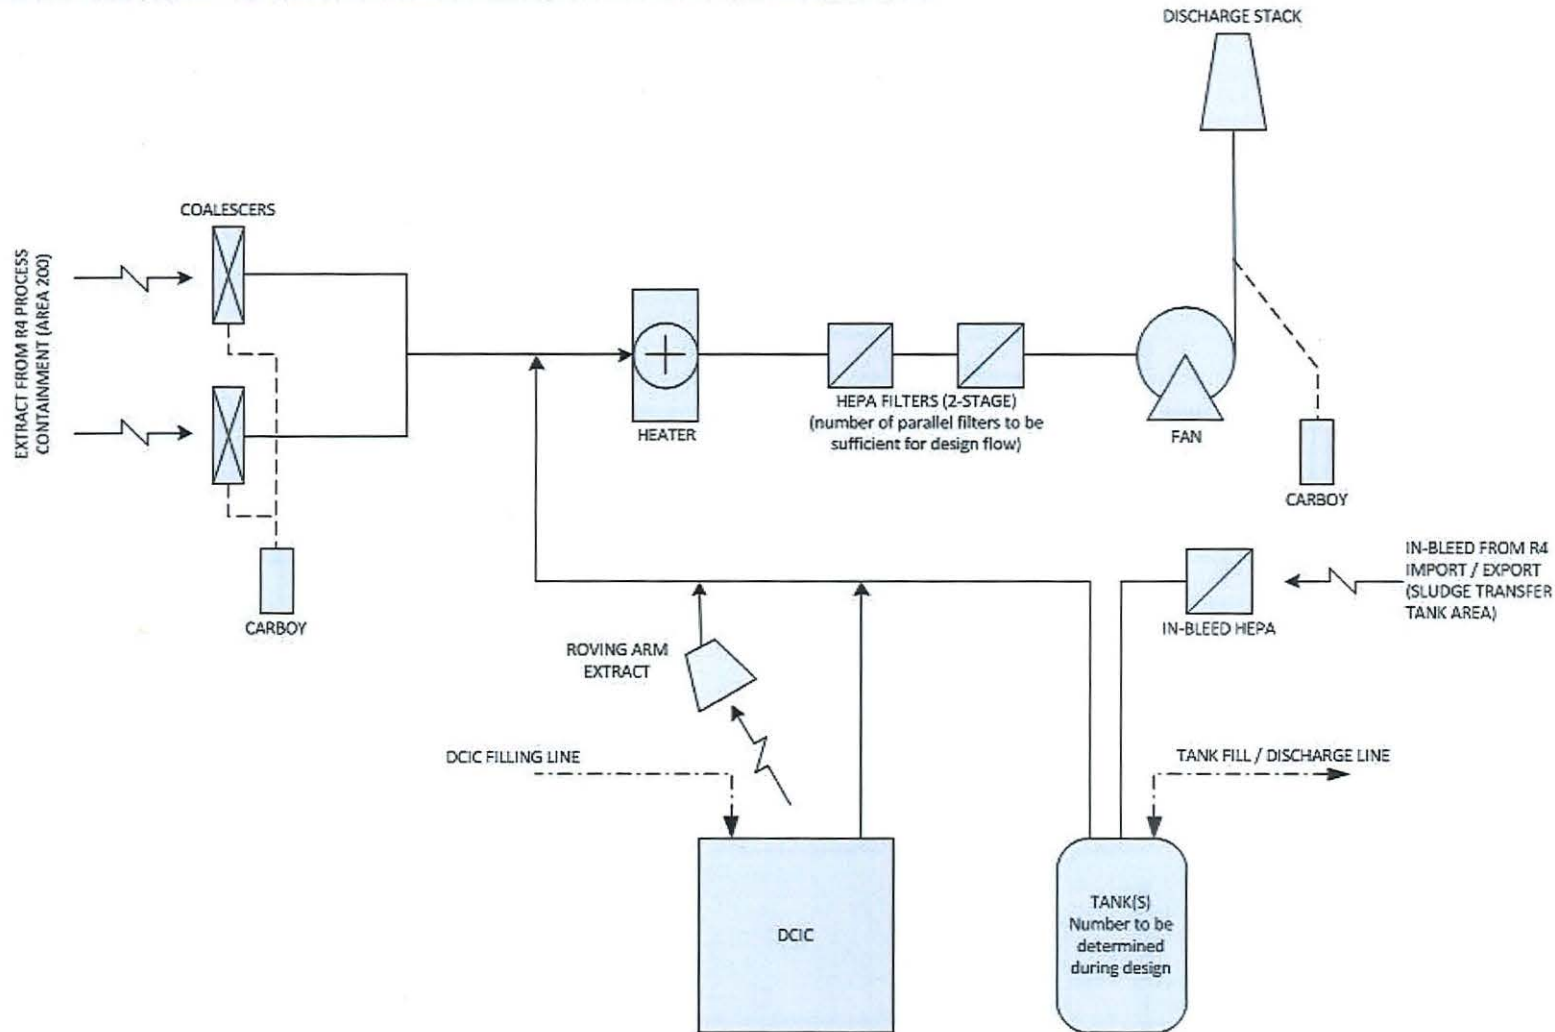 DISCHARGE STACK
COALESCERS
EXTRACT FROM R4 PROCESS
CONTAINMENT (AREA 200)
HEATER
HEPA FILTERS (2-STAGE)
(number of parallel filters to be
sufficient for design flow)
FAN
CARBOY
CARBOY
IN-BLEED FROM R4
IMPORT / EXPORT
(SLUDGE TRANSFER
TANK AREA)
IN-BLEED HEPA
ROVING ARM
EXTRACT
DCIC FILLING LINE
TANK FILL / DISCHARGE LINE
DCIC
TANK(S)
Number to be
determined
during design